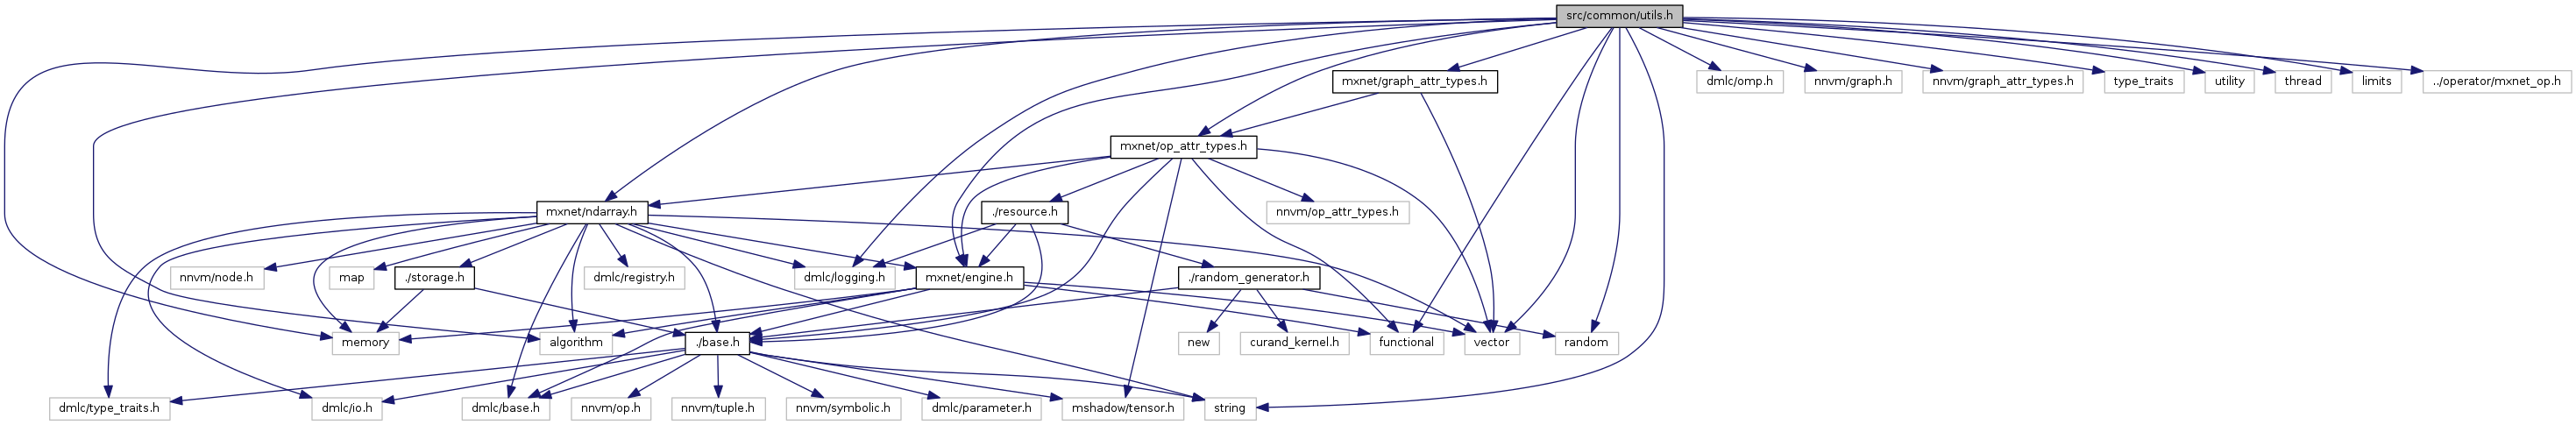 src/common/utils.h
mxnet/graph_attr_types.h
dmlc/omp.h
nnvm/graph.h
nnvm/graph_attr_types.h
type_traits
utility
thread
limits
../operator/mxnet_op.h
mxnet/op_attr_types.h
mxnet/ndarray.h
./resource.h
nnvm/op_attr_types.h
nnvm/node.h
map
./storage.h
dmlc/registry.h
dmlc/logging.h
mxnet/engine.h
./random_generator.h
memory
algorithm
./base.h
new
curand_kernel.h
functional
vector
random
dmlc/type_traits.h
dmlc/io.h
dmlc/base.h
nnvm/op.h
nnvm/tuple.h
nnvm/symbolic.h
dmlc/parameter.h
mshadow/tensor.h
string